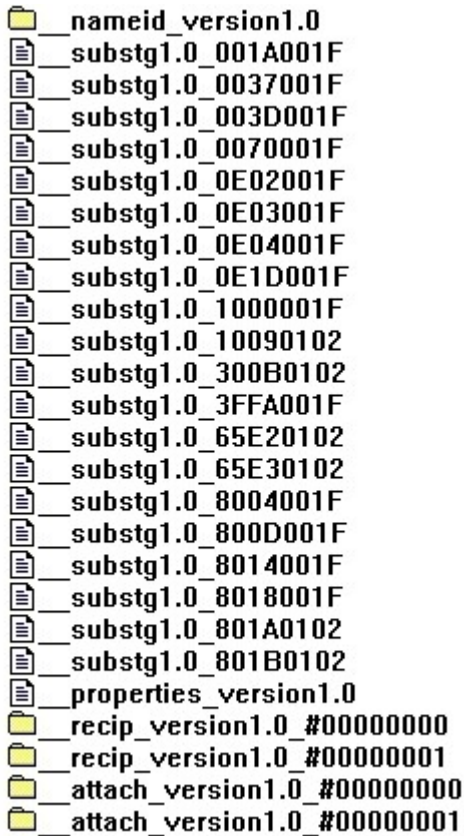 __nameid_version1.0
__substg1.0_001A001F
__substg1.0_0037001F
__substg1.0_003D001F
__substg1.0_0070001F
__substg1.0_0E02001F
__substg1.0_0E03001F
__substg1.0_0E04001F
__substg1.0_0E1D001F
__substg1.0_1000001F
__substg1.0_10090102
__substg1.0_300B0102
__substg1.0_3FFA001F
__substg1.0_65E20102
__substg1.0_65E30102
__substg1.0_8004001F
__substg1.0_800D001F
__substg1.0_8014001F
__substg1.0_8018001F
__substg1.0_801A0102
__substg1.0_801B0102
__properties_version1.0
__recip_version1.0_#00000000
__recip_version1.0_#00000001
__attach_version1.0_#00000000
__attach_version1.0_#00000001